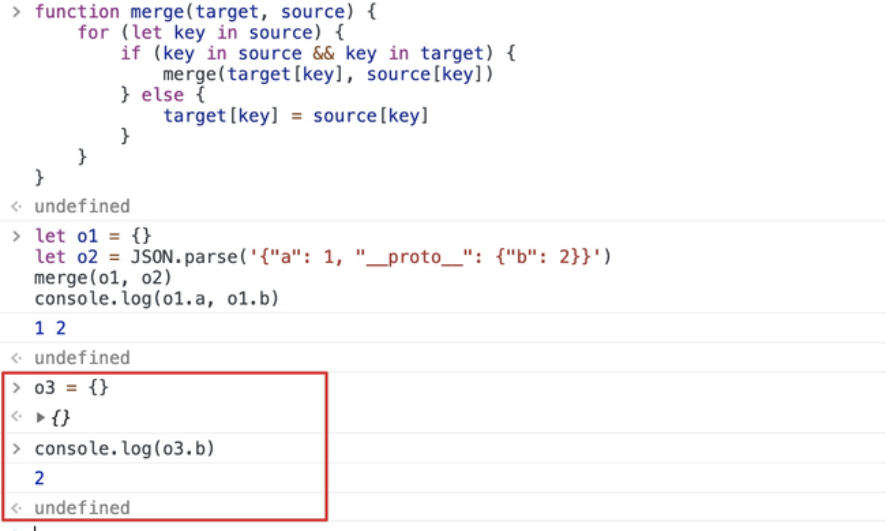 > function merge(target, source) {
    for (let key in source) {
        if (key in source && key in target) {
            merge(target[key], source[key])
        } else {
            target[key] = source[key]
        }
    }
}
<· undefined
> let o1 = {}
let o2 = JSON.parse('{"a": 1, "__proto__": {"b": 2}}')
merge(o1, o2)
console.log(o1.a, o1.b)
1 2
<· undefined
> o3 = {}
<· ▶ {}
> console.log(o3.b)
2
<· undefined